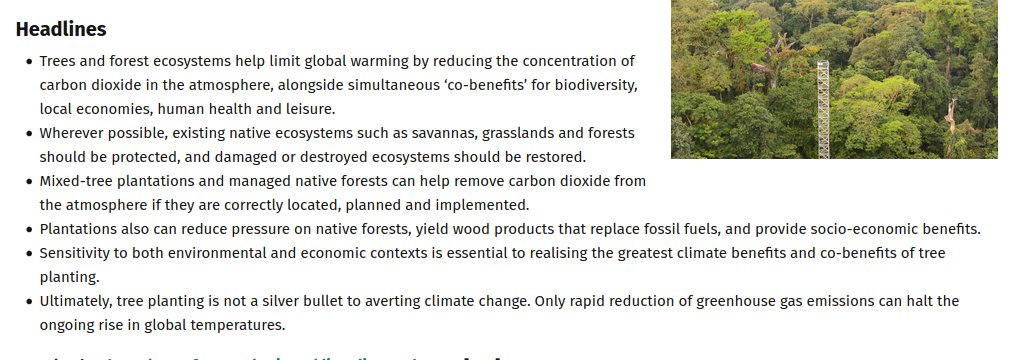 Headlines
• Trees and forest ecosystems help limit global warming by reducing the concentration of
carbon dioxide in the atmosphere, alongside simultaneous ‘co-benefits’ for biodiversity,
local economies, human health and leisure.
• Wherever possible, existing native ecosystems such as savannas, grasslands and forests
should be protected, and damaged or destroyed ecosystems should be restored.
• Mixed-tree plantations and managed native forests can help remove carbon dioxide from
the atmosphere if they are correctly located, planned and implemented.
• Plantations also can reduce pressure on native forests, yield wood products that replace fossil fuels, and provide socio-economic benefits.
• Sensitivity to both environmental and economic contexts is essential to realising the greatest climate benefits and co-benefits of tree
planting.
• Ultimately, tree planting is not a silver bullet to averting climate change. Only rapid reduction of greenhouse gas emissions can halt the
ongoing rise in global temperatures.